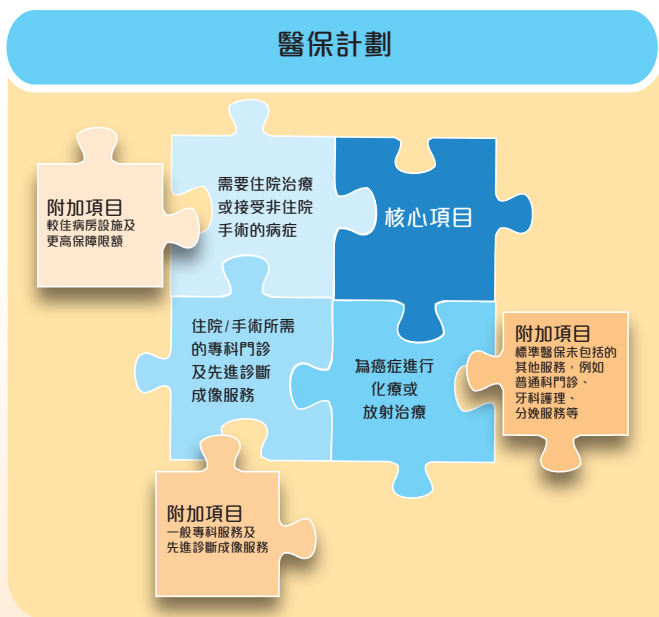 醫保計劃
需要住院治療
或接受非住院
手術的病症
核心項目
附加項目
較佳病房設施及
更高保障限額
住院/手術所需
的專科門診
及先進診斷
成像服務
為癌症進行
化療或
放射治療
附加項目
標準醫保未包括的
其他服務,例如
普通科門診、
牙科護理、
分娩服務等
附加項目
一般專科服務及
先進診斷成像服務